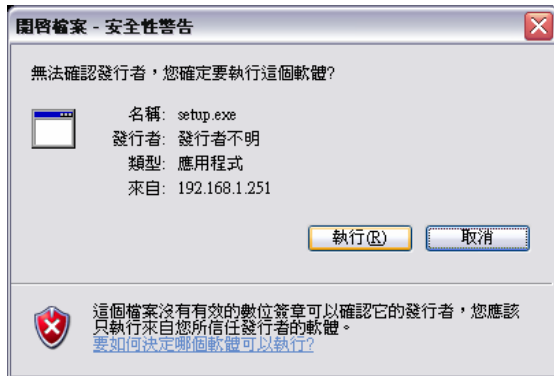 開啓檔案 - 安全性警告
無法確認發行者，您確定要執行這個軟體?
名稱: setup.exe
發行者: 發行者不明
類型: 應用程式
來自: 192.168.1.251
執行(R) 取消
這個檔案沒有有效的數位簽章可以確認它的發行者，您應該
只執行來自您所信任發行者的軟體。
要如何決定哪個軟體可以執行?